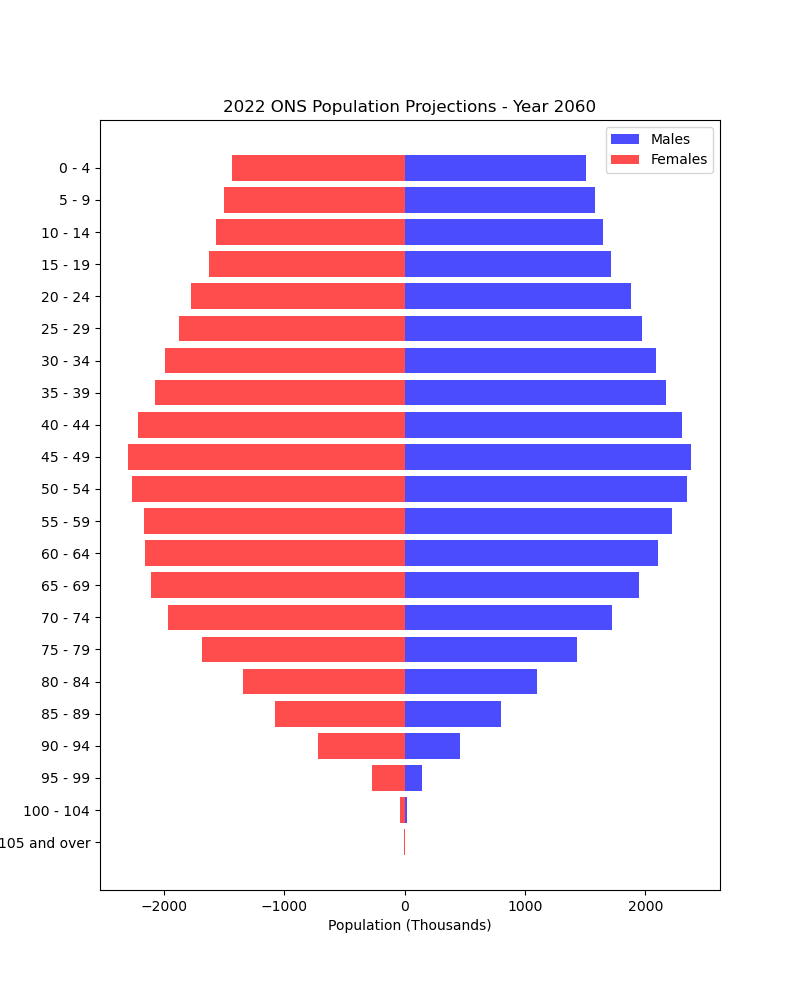 2022 ONS Population Projections - Year 2060
Males
Females
0 - 4
5 - 9
10 - 14
15 - 19
20 - 24
25 - 29
30 - 34
35 - 39
40 - 44
45 - 49
50 - 54
55 - 59
60 - 64
65 - 69
70 - 74
75 - 79
80 - 84
85 - 89
90 - 94
95 - 99
100 - 104
105 and over
−2000 −1000 0 1000 2000
Population (Thousands)